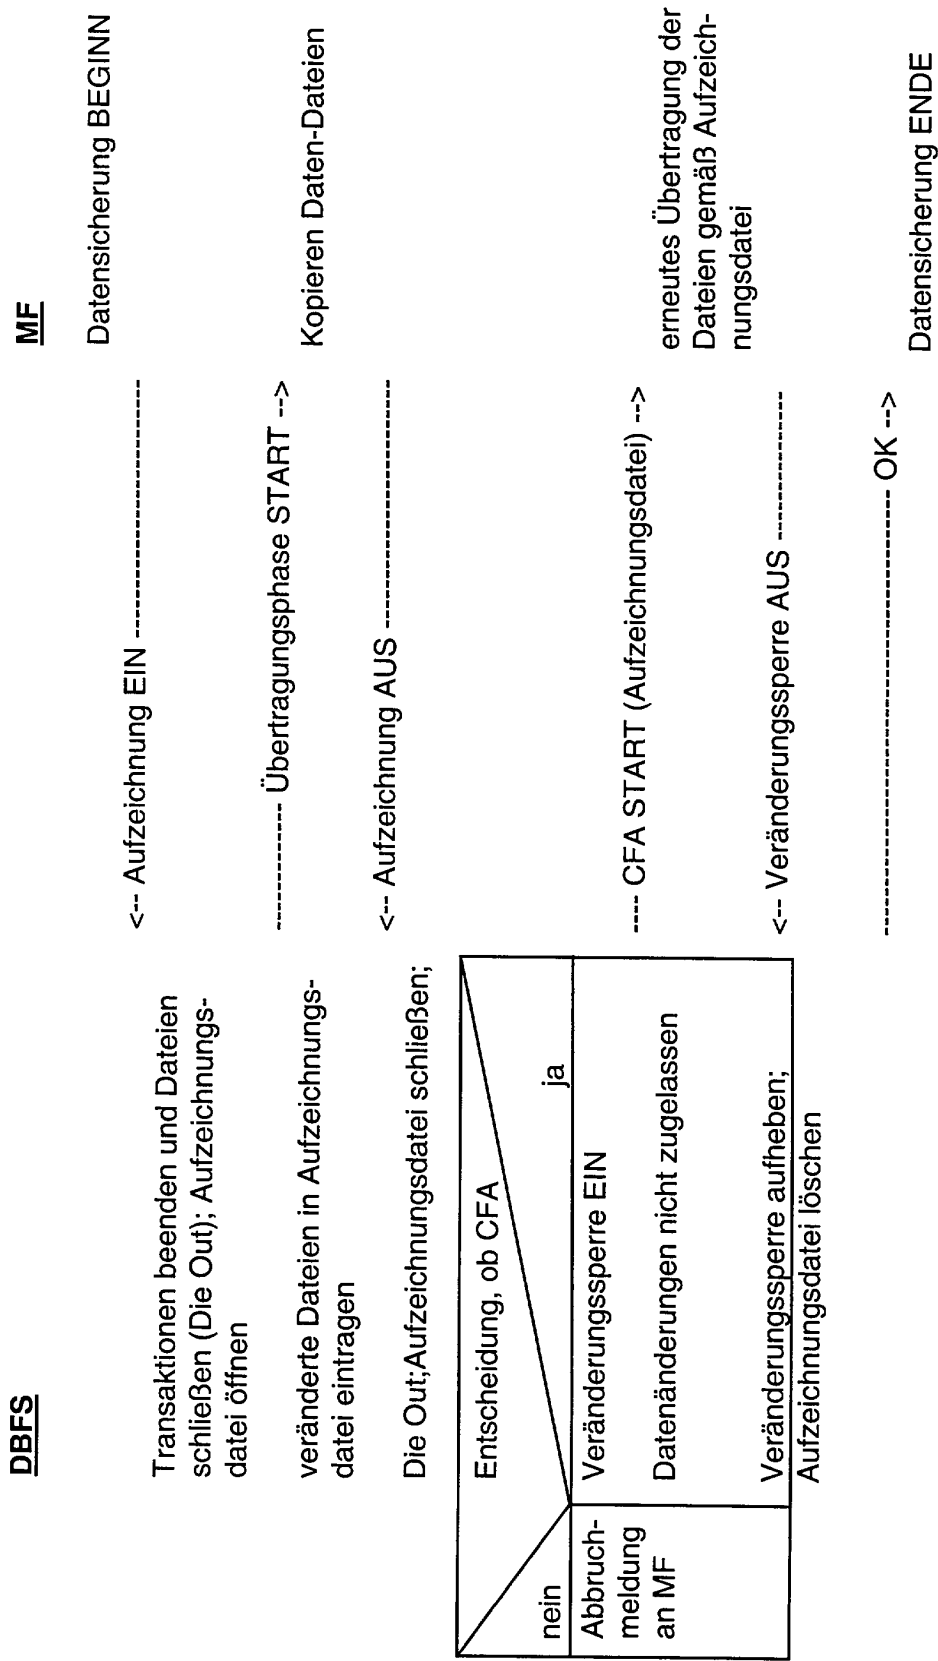 DBFS
MF
Datensicherung BEGINN
<-- Aufzeichnung EIN --------------------------
Transaktionen beenden und Dateien
schließen (Die Out); Aufzeichnungs-
datei öffnen
------------- Übertragungsphase START -->
veränderte Dateien in Aufzeichnungs-
datei eintragen
Kopieren Daten-Dateien
<-- Aufzeichnung AUS -------------------------
Die Out;Aufzeichnungsdatei schließen;
Entscheidung, ob CFA
nein
ja
Abbruch-
meldung
an MF
Veränderungssperre EIN
---- CFA START (Aufzeichnungsdatei) -->
Datenänderungen nicht zugelassen
erneutes Übertragung der
Dateien gemäß Aufzeich-
nungsdatei
<-- Veränderungssperre AUS ---------------
Veränderungssperre aufheben;
Aufzeichnungsdatei löschen
--------------------------------------------- OK -->
Datensicherung ENDE